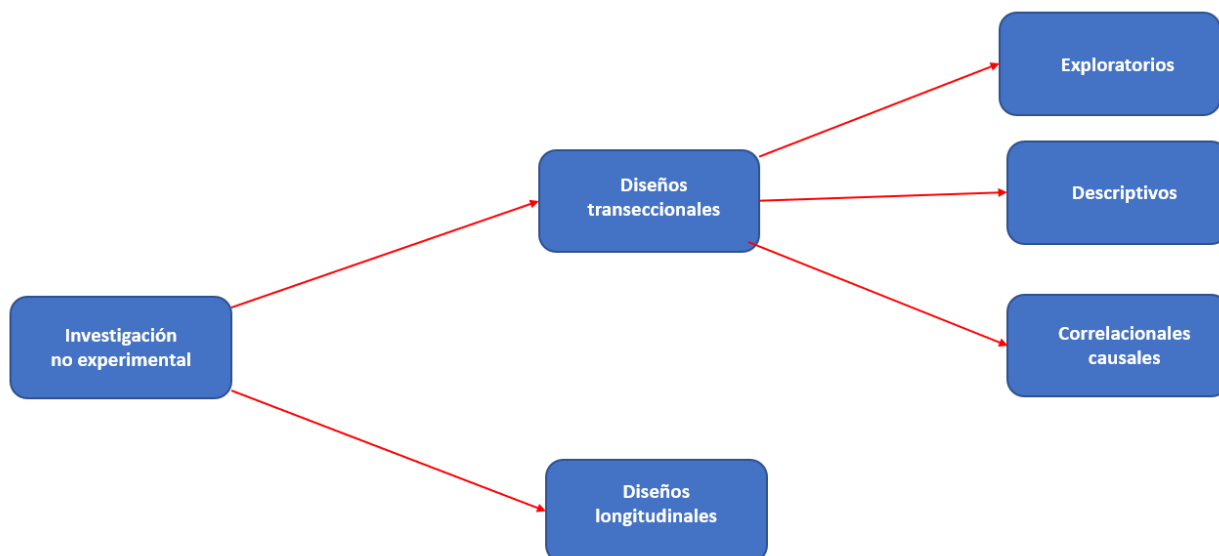 Exploratorios
Descriptivos
Diseños
transeccionales
Investigación
no experimental
Correlacionales
causales
Diseños
longitudinales